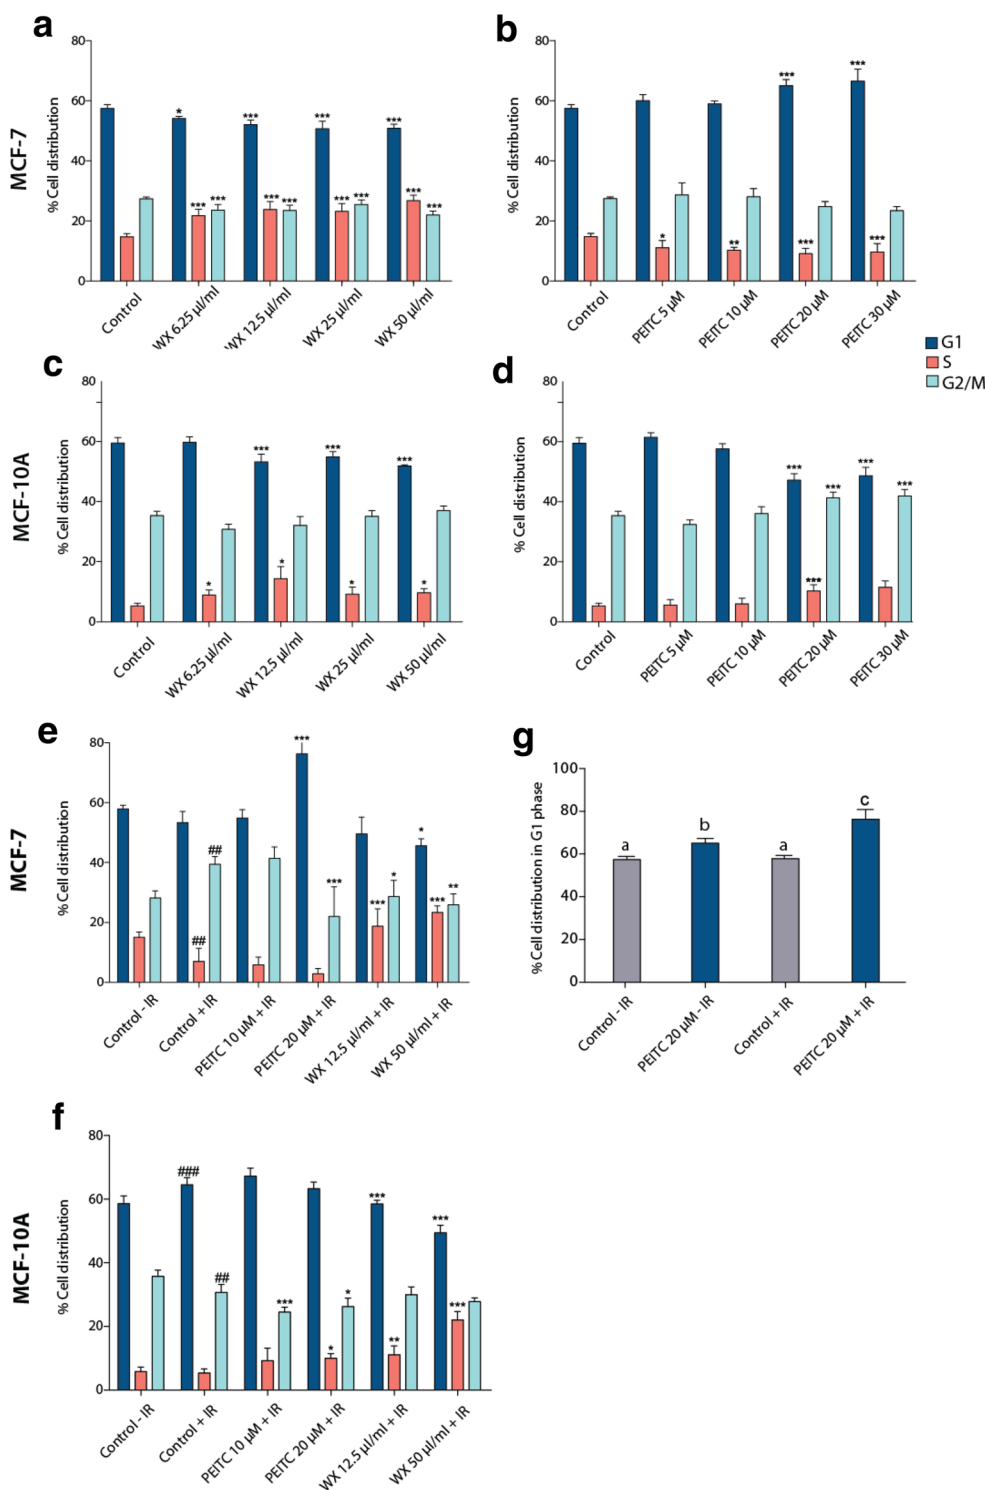 a
MCF-7
% Cell distribution
80
60
40
20
0
* *** *** ***
*** *** *** *** *** *** *** ***
Control
WX 6.25 µl/ml
WX 12.5 µl/ml
WX 25 µl/ml
WX 50 µl/ml
b
% Cell distribution
80
60
40
20
0
*** ***
* ** *** ***
Control
PEITC 5 µM
PEITC 10 µM
PEITC 20 µM
PEITC 30 µM
G1
S
G2/M
c
MCF-10A
% Cell distribution
80
60
40
20
0
*** *** ***
* * * *
Control
WX 6.25 µl/ml
WX 12.5 µl/ml
WX 25 µl/ml
WX 50 µl/ml
d
% Cell distribution
80
60
40
20
0
*** *** *** ***
***
Control
PEITC 5 µM
PEITC 10 µM
PEITC 20 µM
PEITC 30 µM
e
MCF-7
% Cell distribution
80
60
40
20
0
## ## *** *** *** * * *** **
Control - IR
Control + IR
PEITC 10 µM + IR
PEITC 20 µM + IR
WX 12.5 µl/ml + IR
WX 50 µl/ml + IR
g
% Cell distribution in G1 phase
100
80
60
40
20
0
a
b
a
c
Control - IR
PEITC 20 µM - IR
Control + IR
PEITC 20 µM + IR
f
MCF-10A
% Cell distribution
80
60
40
20
0
### ## *** * * *** ** *** ***
Control - IR
Control + IR
PEITC 10 µM + IR
PEITC 20 µM + IR
WX 12.5 µl/ml + IR
WX 50 µl/ml + IR